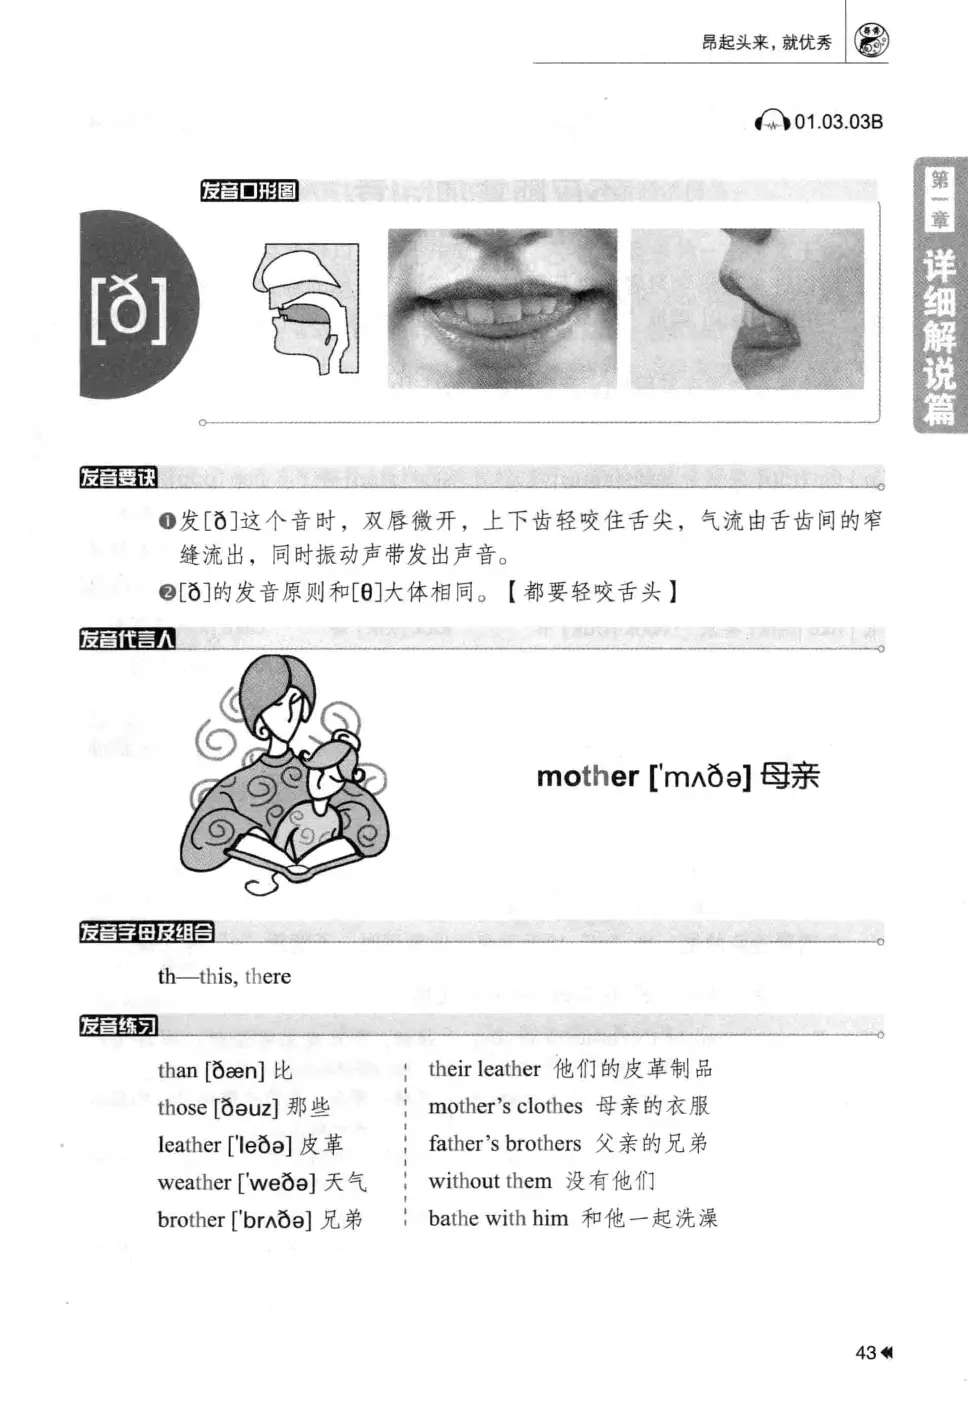 昂起头来，就优秀
01.03.03B
第一章 详细解说篇
发音口形图
[ð]
发音要诀
❶发[ð]这个音时，双唇微开，上下齿轻咬住舌尖，气流由舌齿间的窄
缝流出，同时振动声带发出声音。
❷[ð]的发音原则和[θ]大体相同。【都要轻咬舌头】
发音代言人
mother ['mʌðə] 母亲
发音字母及组合
th—this, there
发音练习
than [ðæn] 比
those [ðəuz] 那些
leather ['leðə] 皮革
weather ['weðə] 天气
brother ['brʌðə] 兄弟
their leather 他们的皮革制品
mother's clothes 母亲的衣服
father's brothers 父亲的兄弟
without them 没有他们
bathe with him 和他一起洗澡
43